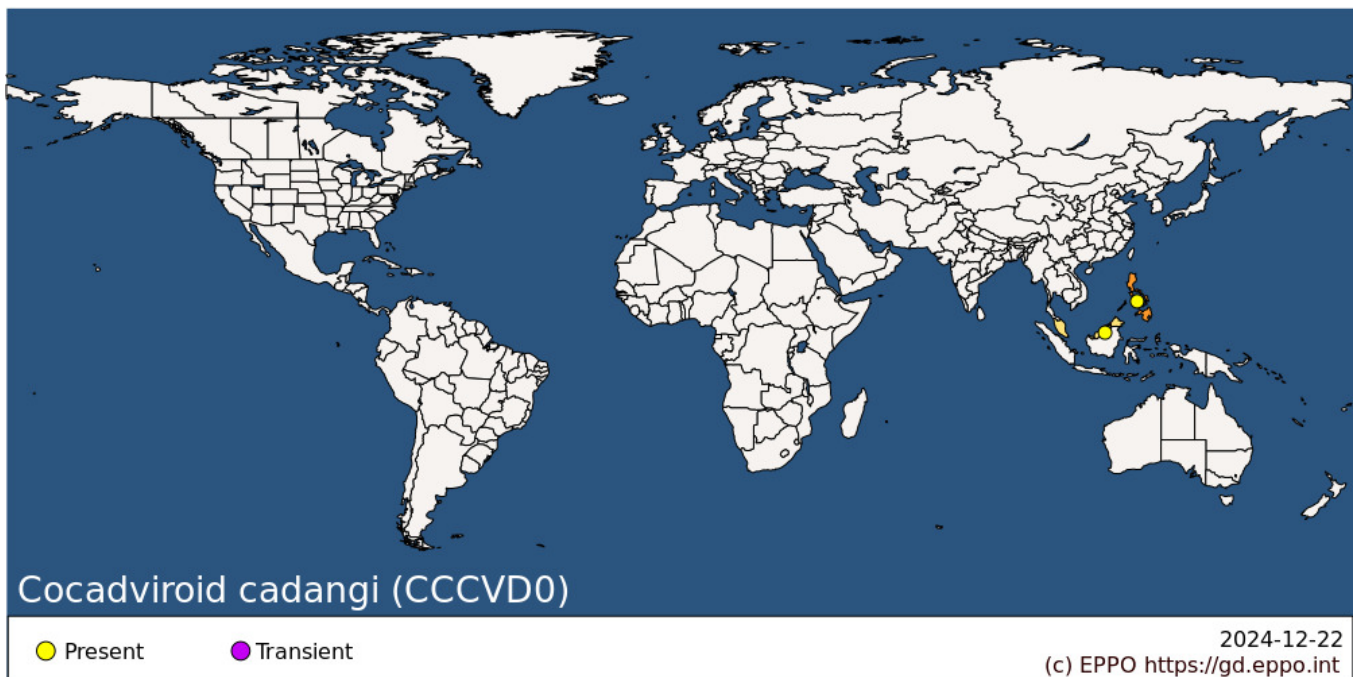 Cocadviroid cadangi (CCCVD0)
Present
Transient
2024-12-22
(c) EPPO https://gd.eppo.int